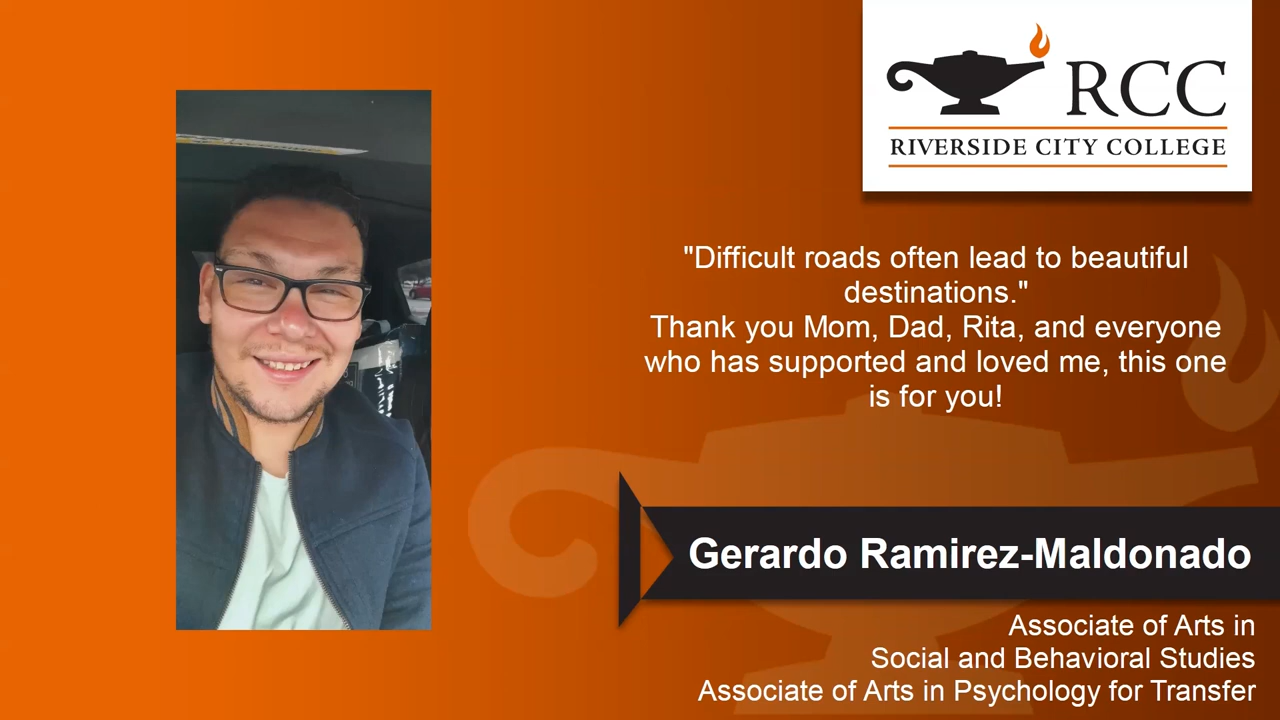 RCC
RIVERSIDE CITY COLLEGE
"Difficult roads often lead to beautiful
destinations."
Thank you Mom, Dad, Rita, and everyone
who has supported and loved me, this one
is for you!
Gerardo Ramirez-Maldonado
Associate of Arts in
Social and Behavioral Studies
Associate of Arts in Psychology for Transfer